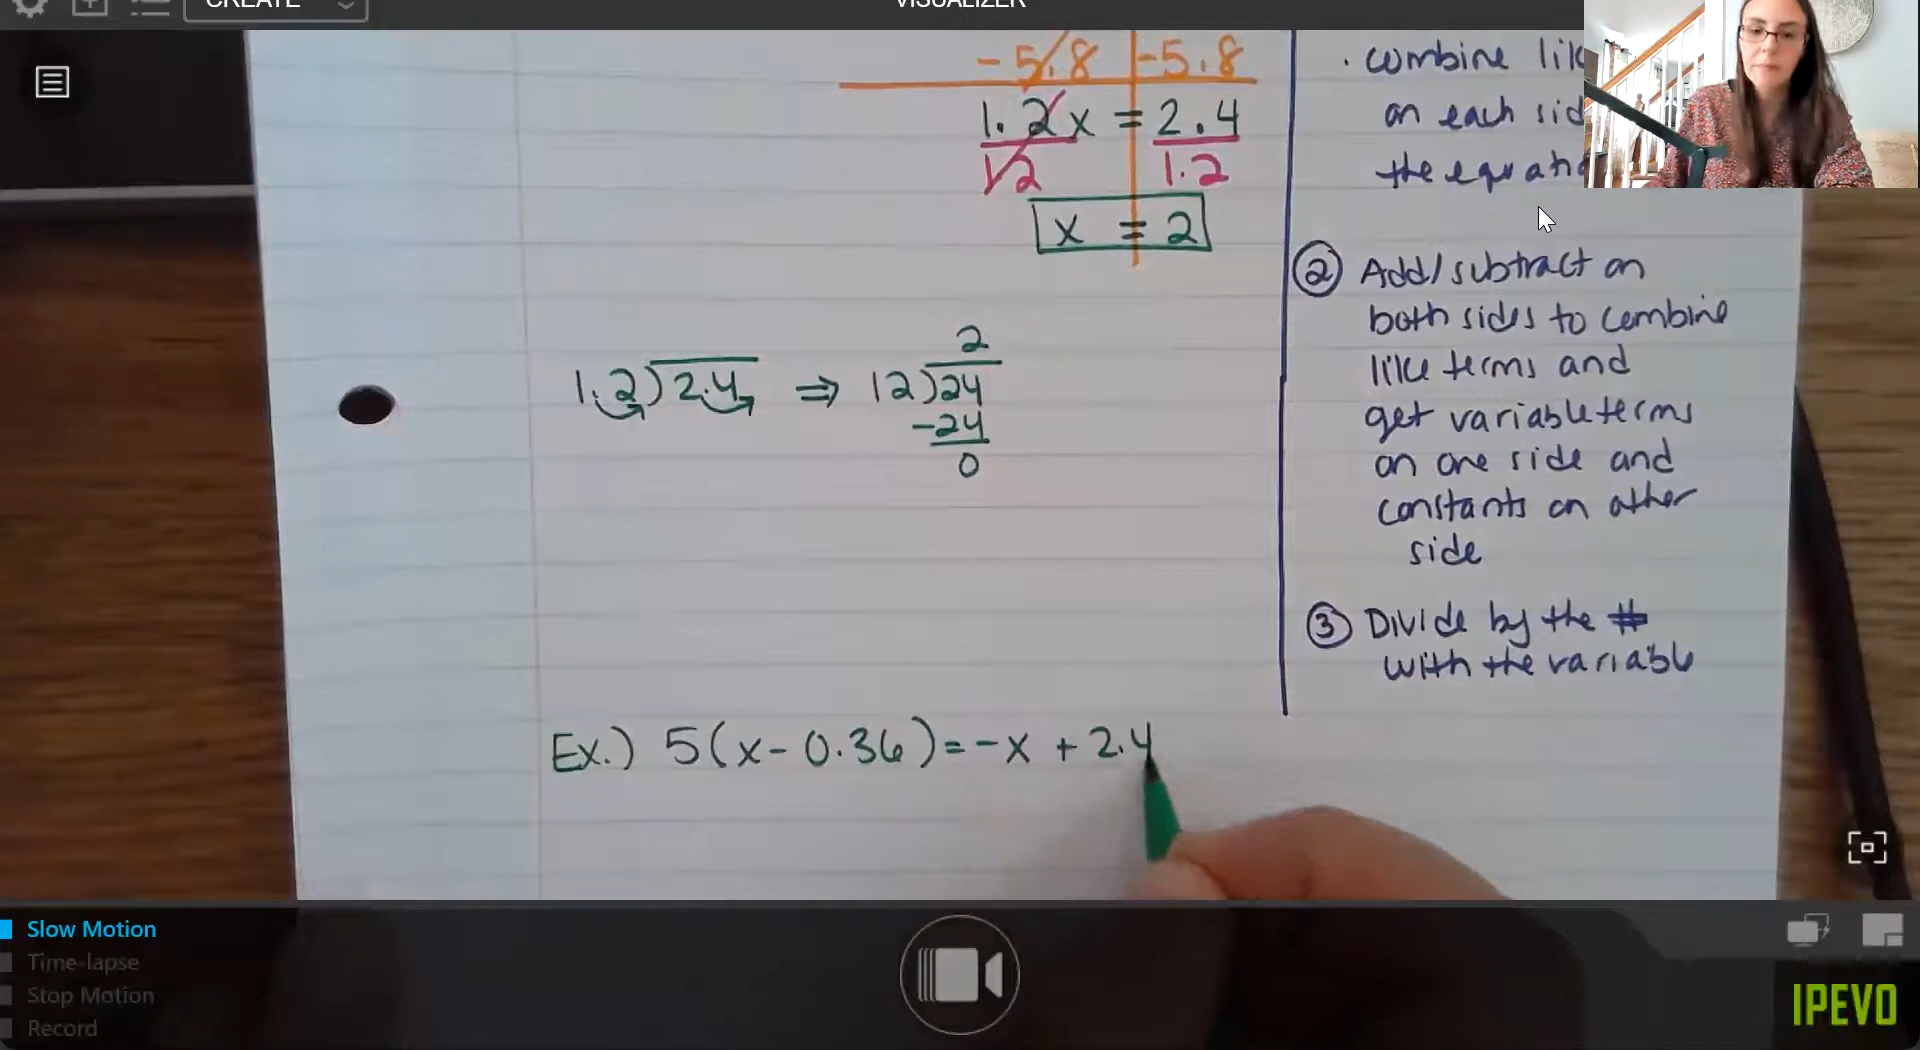 CREATE
VISUALIZER
-5.8 -5.8
1.2x = 2.4
1.2 1.2
x = 2
1.2)2.4 ⇒ 12)24
2
-24
0
Ex.) 5(x-0.36)=-x+2.4
· combine
on each
the
② Add/subtract on
both sides to combine
like terms and
get variable terms
on one side and
constants on other
side
③ Divide by the #
with the variable
Slow Motion
Time-lapse
Stop Motion
Record
IPEVO